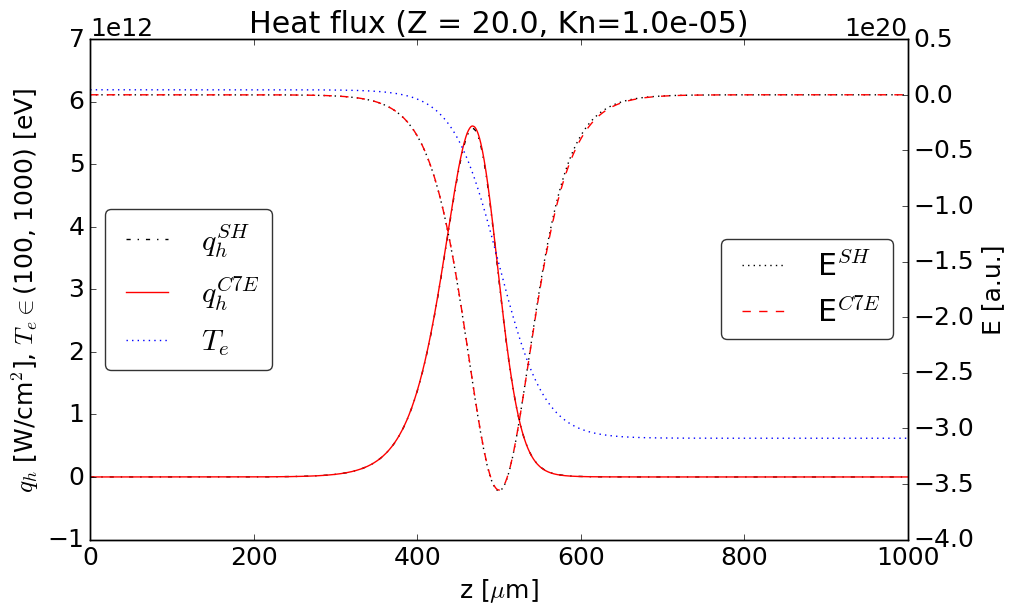 Heat flux (Z = 20.0, Kn=1.0e-05)
1e12
1e20
7
6
5
4
3
2
1
0
−1
q_h [W/cm²], T_e ∈ (100, 1000) [eV]
q_h^{SH}
q_h^{C7E}
T_e
E^{SH}
E^{C7E}
0.5
0.0
−0.5
−1.0
−1.5
−2.0
−2.5
−3.0
−3.5
−4.0
E [a.u.]
0 200 400 600 800 1000
z [μm]